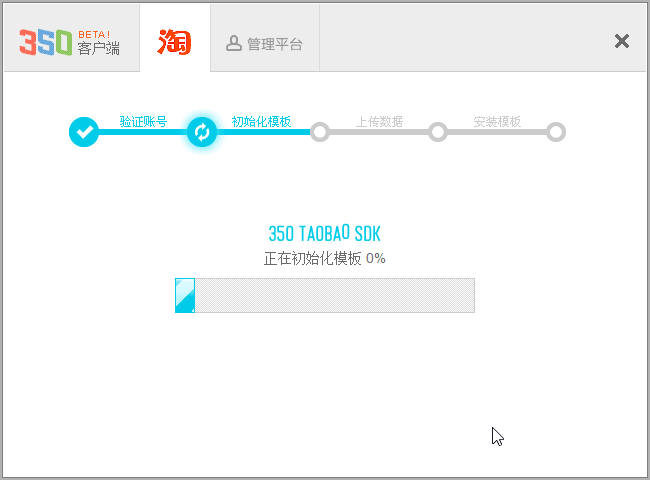 350 BETA!
客户端
淘
管理平台
验证账号
初始化模板
上传数据
安装模板
350 TAOBAO SDK
正在初始化模板 0%